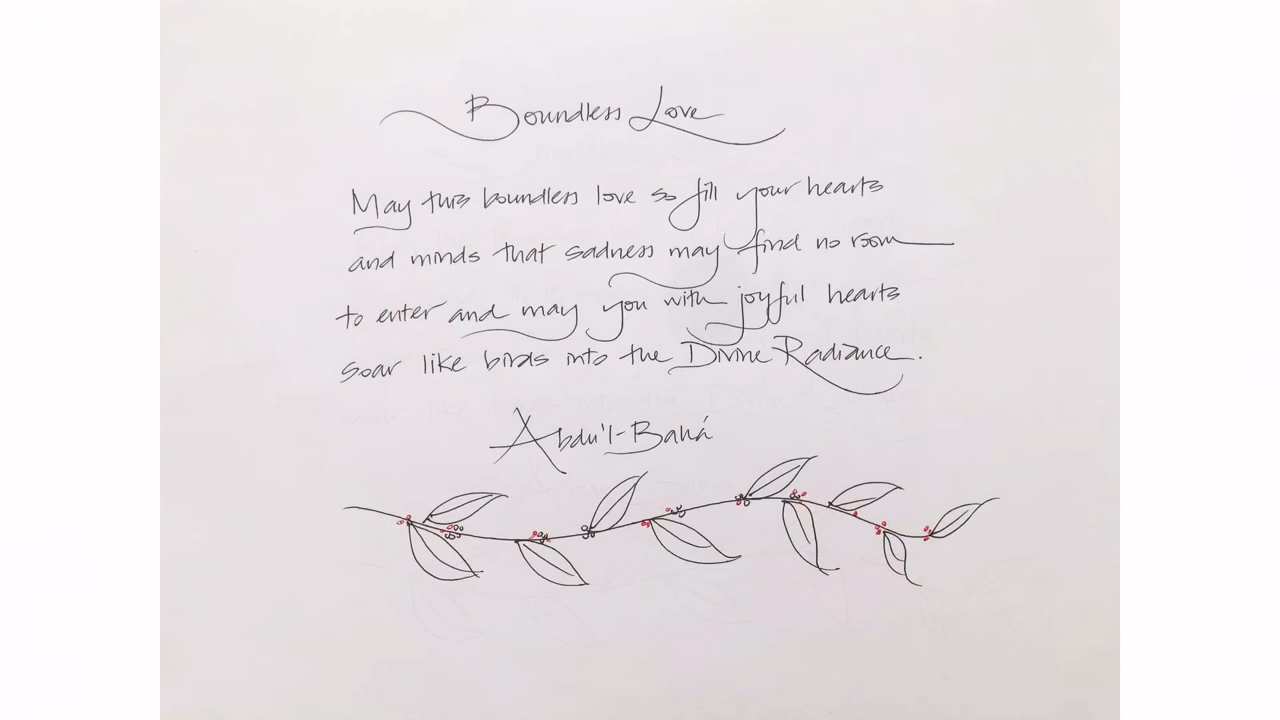 Boundless Love
May this boundless love so fill your hearts
and minds that sadness may find no room
to enter and may you with joyful hearts
soar like birds into the Divine Radiance.
Abdu'l-Bahá